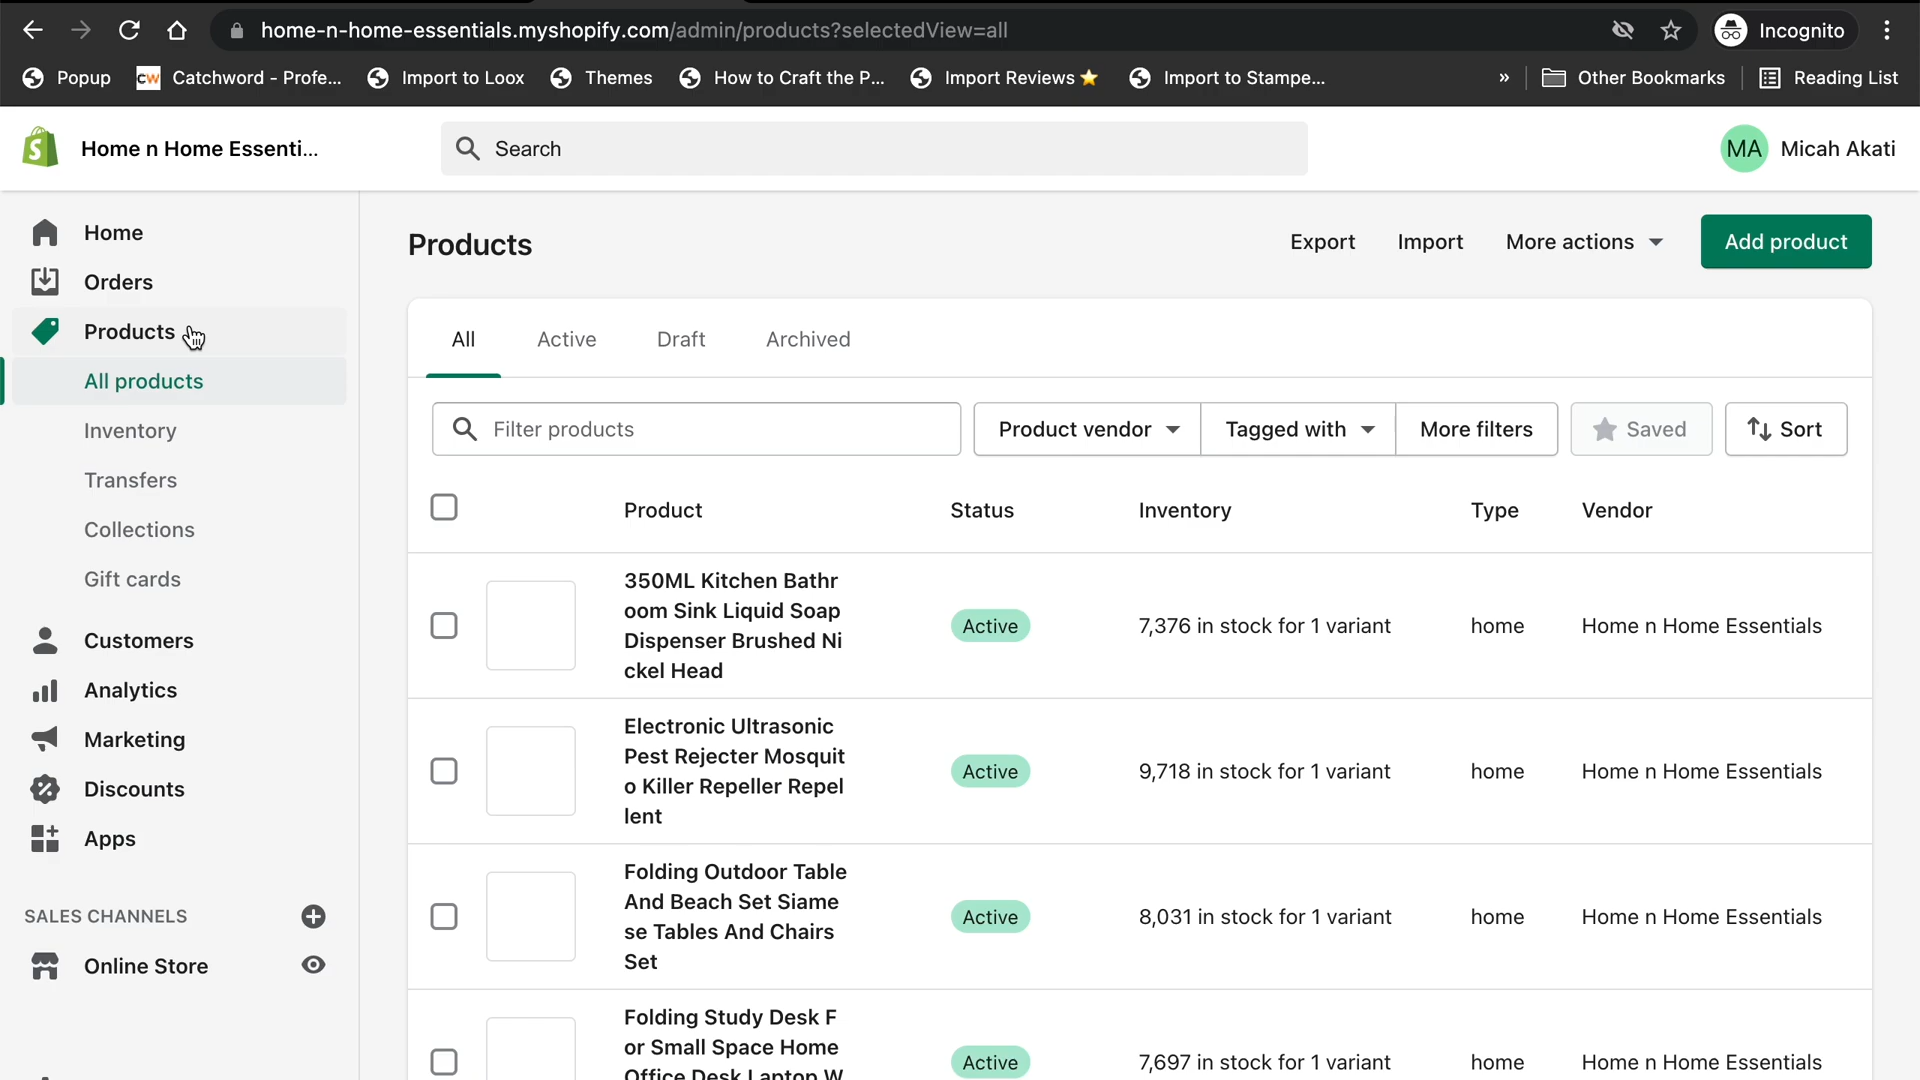 home-n-home-essentials.myshopify.com/admin/products?selectedView=all
Incognito
Popup
CW Catchword - Profe...
Import to Loox
Themes
How to Craft the P...
Import Reviews⭐
Import to Stampe...
»
Other Bookmarks
Reading List
Home n Home Essenti...
Search
MA Micah Akati
Home
Orders
Products
All products
Inventory
Transfers
Collections
Gift cards
Customers
Analytics
Marketing
Discounts
Apps
SALES CHANNELS
Online Store
Products
Export
Import
More actions
Add product
All
Active
Draft
Archived
Filter products
Product vendor
Tagged with
More filters
Saved
Sort
Product
Status
Inventory
Type
Vendor
350ML Kitchen Bathr
oom Sink Liquid Soap
Dispenser Brushed Ni
ckel Head
Active
7,376 in stock for 1 variant
home
Home n Home Essentials
Electronic Ultrasonic
Pest Rejecter Mosquit
o Killer Repeller Repel
lent
Active
9,718 in stock for 1 variant
home
Home n Home Essentials
Folding Outdoor Table
And Beach Set Siame
se Tables And Chairs
Set
Active
8,031 in stock for 1 variant
home
Home n Home Essentials
Folding Study Desk F
or Small Space Home
Office Desk Laptop W
Active
7,697 in stock for 1 variant
home
Home n Home Essentials